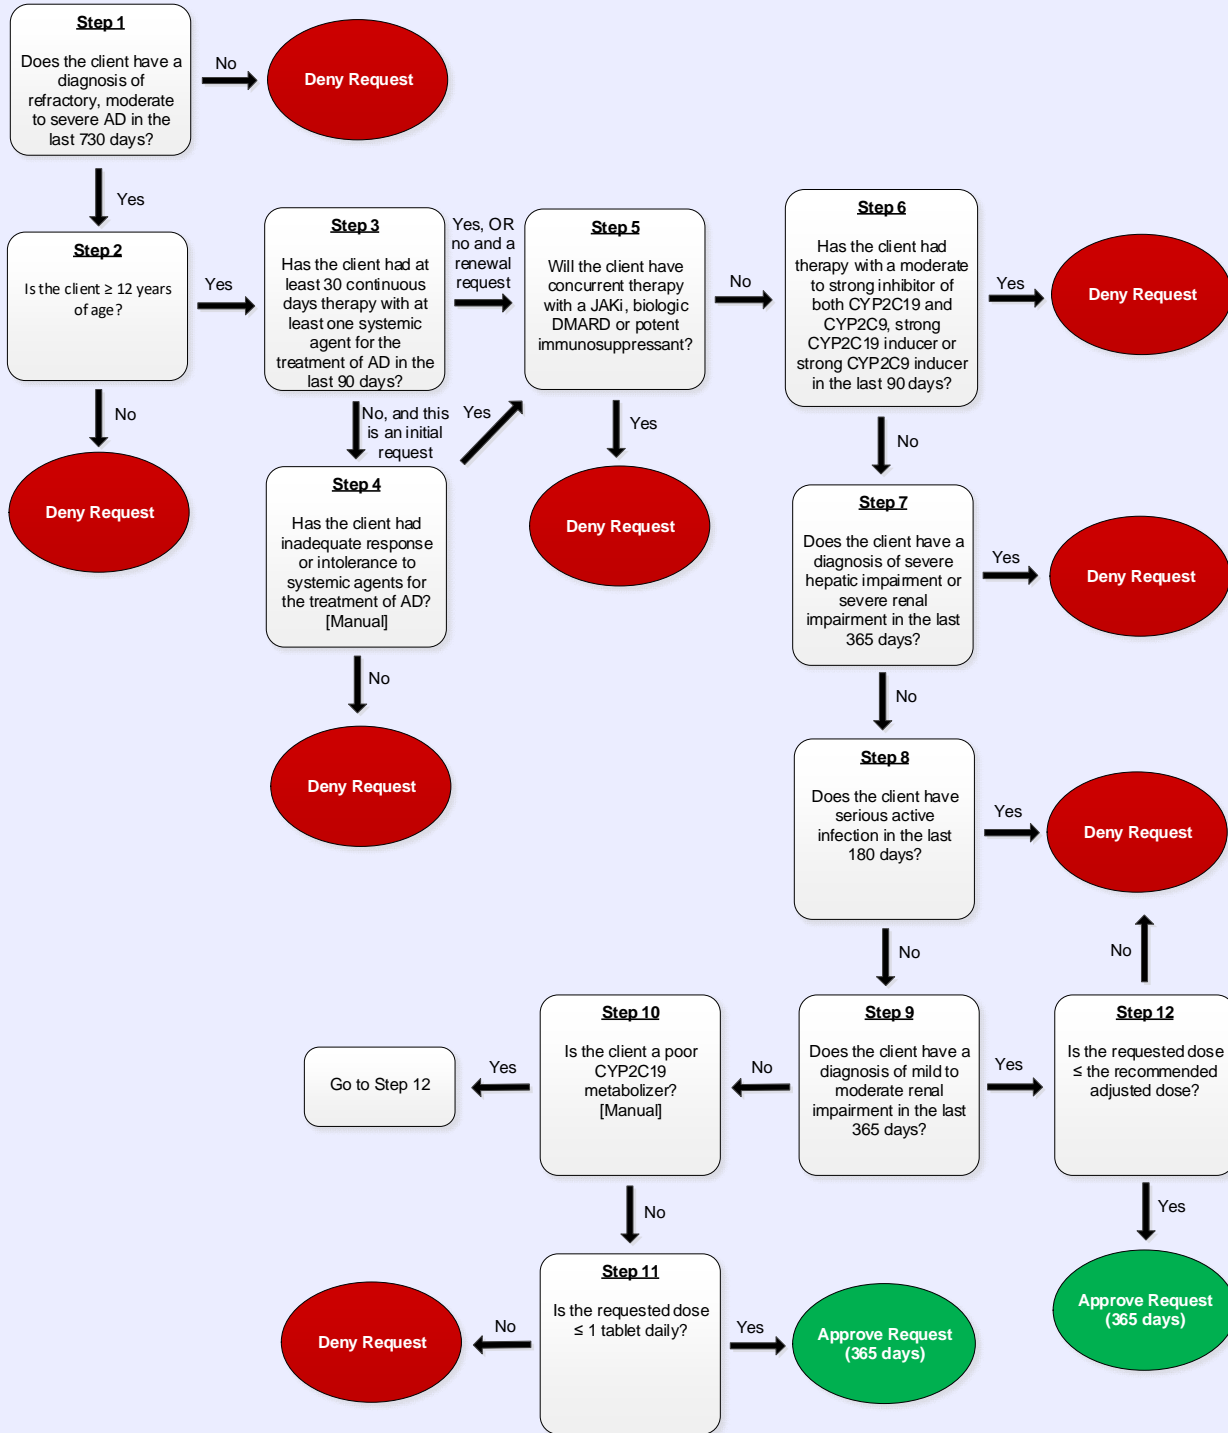 Step 1
Does the client have a
diagnosis of
refractory, moderate
to severe AD in the
last 730 days?
No
Deny Request
Yes
Step 2
Is the client ≥ 12 years
of age?
Yes
No
Deny Request
Step 3
Has the client had at
least 30 continuous
days therapy with at
least one systemic
agent for the
treatment of AD in the
last 90 days?
Yes, OR
no and a
renewal
request
No, and this
is an initial
request
Step 4
Has the client had
inadequate response
or intolerance to
systemic agents for
the treatment of AD?
[Manual]
Yes
No
Deny Request
Step 5
Will the client have
concurrent therapy
with a JAKi, biologic
DMARD or potent
immunosuppressant?
No
Yes
Deny Request
Step 6
Has the client had
therapy with a moderate
to strong inhibitor of
both CYP2C19 and
CYP2C9, strong
CYP2C19 inducer or
strong CYP2C9 inducer
in the last 90 days?
Yes
Deny Request
No
Step 7
Does the client have a
diagnosis of severe
hepatic impairment or
severe renal
impairment in the last
365 days?
Yes
Deny Request
No
Step 8
Does the client have
serious active
infection in the last
180 days?
Yes
Deny Request
No
Step 9
Does the client have a
diagnosis of mild to
moderate renal
impairment in the last
365 days?
No
Yes
Step 10
Is the client a poor
CYP2C19
metabolizer?
[Manual]
Yes
Go to Step 12
No
Step 11
Is the requested dose
≤ 1 tablet daily?
No
Deny Request
Yes
Approve Request
(365 days)
Step 12
Is the requested dose
≤ the recommended
adjusted dose?
No
Yes
Approve Request
(365 days)